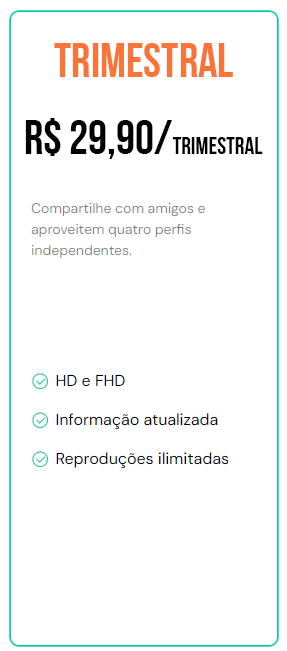 TRIMESTRAL
R$ 29,90/TRIMESTRAL
Compartilhe com amigos e
aproveitem quatro perfis
independentes.
HD e FHD
Informação atualizada
Reproduções ilimitadas